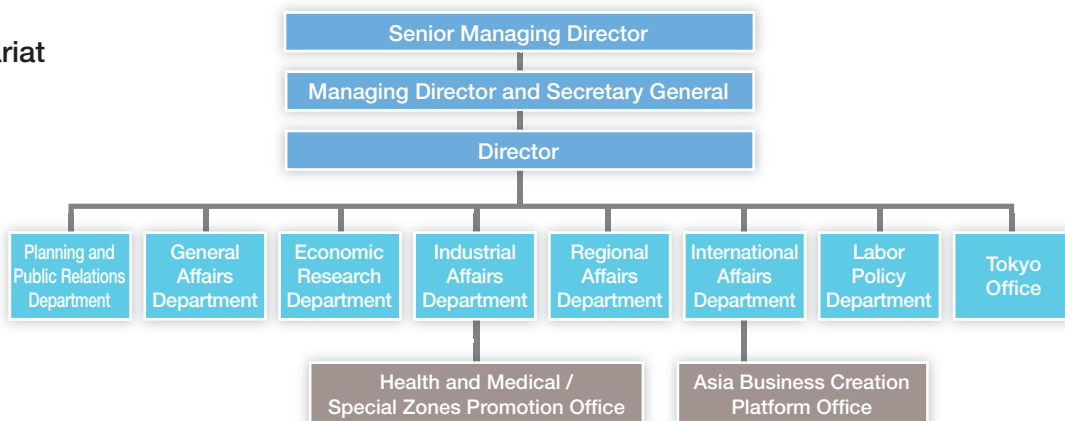 ariat
Senior Managing Director
Managing Director and Secretary General
Director
Planning and
Public Relations
Department
General
Affairs
Department
Economic
Research
Department
Industrial
Affairs
Department
Regional
Affairs
Department
International
Affairs
Department
Labor
Policy
Department
Tokyo
Office
Health and Medical /
Special Zones Promotion Office
Asia Business Creation
Platform Office